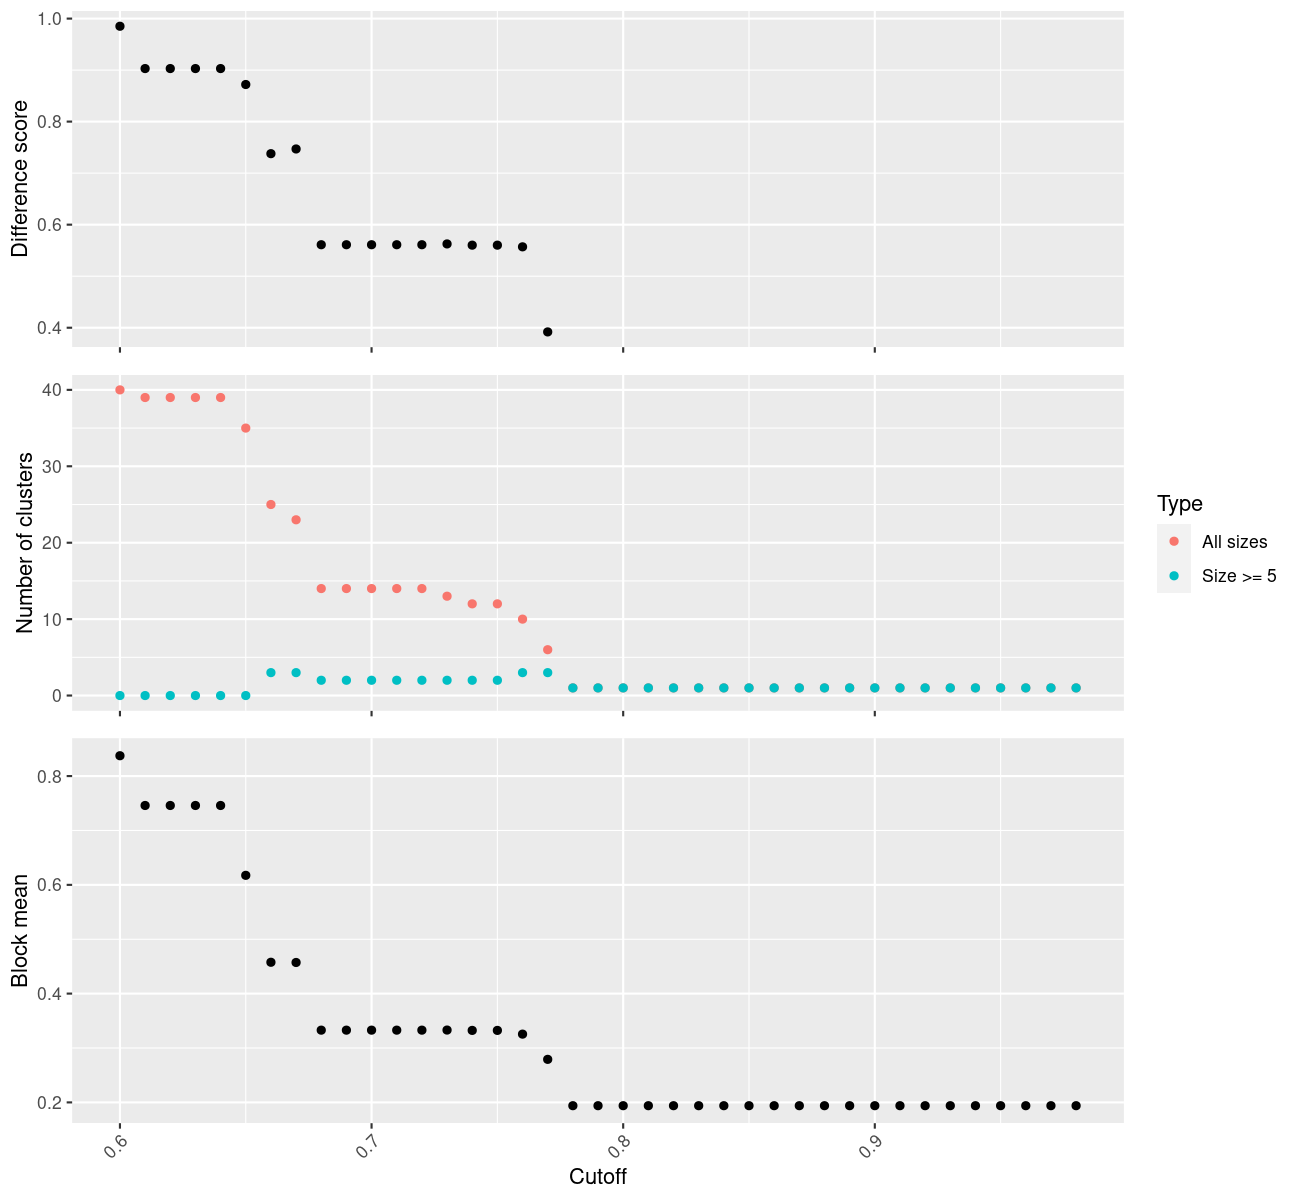 1.0
0.8
0.6
0.4
Difference score
40
30
20
10
0
Number of clusters
Type
All sizes
Size >= 5
0.8
0.6
0.4
0.2
Block mean
0.6 0.7 0.8 0.9
Cutoff